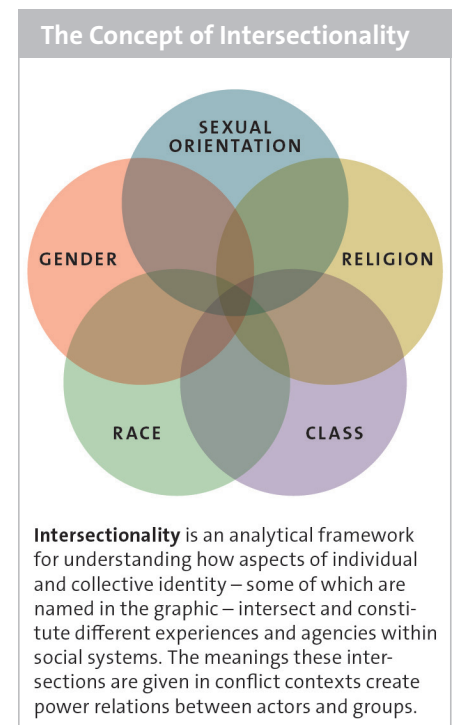 The Concept of Intersectionality
SEXUAL
ORIENTATION
GENDER
RELIGION
RACE
CLASS
Intersectionality is an analytical framework
for understanding how aspects of individual
and collective identity – some of which are
named in the graphic – intersect and consti-
tute different experiences and agencies within
social systems. The meanings these inter-
sections are given in conflict contexts create
power relations between actors and groups.